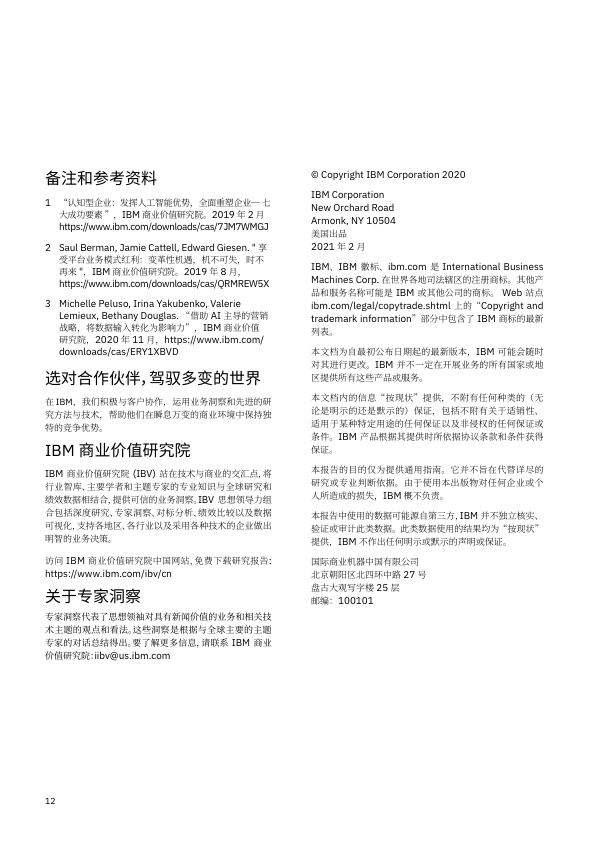 备注和参考资料
1 “认知型企业：发挥人工智能优势，全面重塑企业— 七
大成功要素 ”，IBM 商业价值研究院。2019 年 2 月
https://www.ibm.com/downloads/cas/7JM7WMGJ
2 Saul Berman, Jamie Cattell, Edward Giesen. " 享
受平台业务模式红利：变革性机遇，机不可失，时不
再来 "，IBM 商业价值研究院。2019 年 8 月，
https://www.ibm.com/downloads/cas/QRMREW5X
3 Michelle Peluso, Irina Yakubenko, Valerie
Lemieux, Bethany Douglas. “借助 AI 主导的营销
战略，将数据输入转化为影响力”，IBM 商业价值
研究院，2020 年 11 月，https://www.ibm.com/
downloads/cas/ERY1XBVD
选对合作伙伴，驾驭多变的世界
在 IBM，我们积极与客户协作，运用业务洞察和先进的研
究方法与技术，帮助他们在瞬息万变的商业环境中保持独
特的竞争优势。
IBM 商业价值研究院
IBM 商业价值研究院 (IBV) 站在技术与商业的交汇点，将
行业智库、主要学者和主题专家的专业知识与全球研究和
绩效数据相结合，提供可信的业务洞察。IBV 思想领导力组
合包括深度研究、专家洞察、对标分析、绩效比较以及数据
可视化，支持各地区、各行业以及采用各种技术的企业做出
明智的业务决策。
访问 IBM 商业价值研究院中国网站，免费下载研究报告：
https://www.ibm.com/ibv/cn
关于专家洞察
专家洞察代表了思想领袖对具有新闻价值的业务和相关技
术主题的观点和看法。这些洞察是根据与全球主要的主题
专家的对话总结得出。要了解更多信息，请联系 IBM 商业
价值研究院：iibv@us.ibm.com
© Copyright IBM Corporation 2020
IBM Corporation
New Orchard Road
Armonk, NY 10504
美国出品
2021 年 2 月
IBM、IBM 徽标、ibm.com 是 International Business
Machines Corp. 在世界各地司法辖区的注册商标。其他产
品和服务名称可能是 IBM 或其他公司的商标。 Web 站点
ibm.com/legal/copytrade.shtml 上的“Copyright and
trademark information”部分中包含了 IBM 商标的最新
列表。
本文档为自最初公布日期起的最新版本，IBM 可能会随时
对其进行更改。IBM 并不一定在开展业务的所有国家或地
区提供所有这些产品或服务。
本文档内的信息“按现状”提供，不附有任何种类的（无
论是明示的还是默示的）保证，包括不附有关于适销性、
适用于某种特定用途的任何保证以及非侵权的任何保证或
条件。IBM 产品根据其提供时所依据协议条款和条件获得
保证。
本报告的目的仅为提供通用指南。它并不旨在代替详尽的
研究或专业判断依据。由于使用本出版物对任何企业或个
人所造成的损失，IBM 概不负责。
本报告中使用的数据可能源自第三方，IBM 并不独立核实、
验证或审计此类数据。此类数据使用的结果均为“按现状”
提供，IBM 不作出任何明示或默示的声明或保证。
国际商业机器中国有限公司
北京朝阳区北四环中路 27 号
盘古大观写字楼 25 层
邮编：100101
12